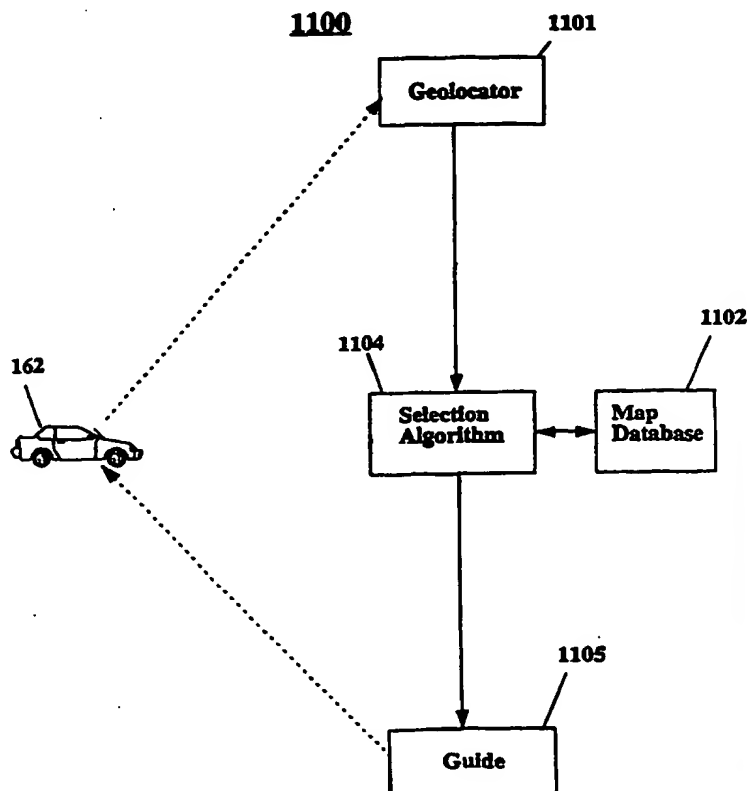 1100
1101
Geolocator
1102
1104
162
Selection
Algorithm
Map
Database
1105
Guide